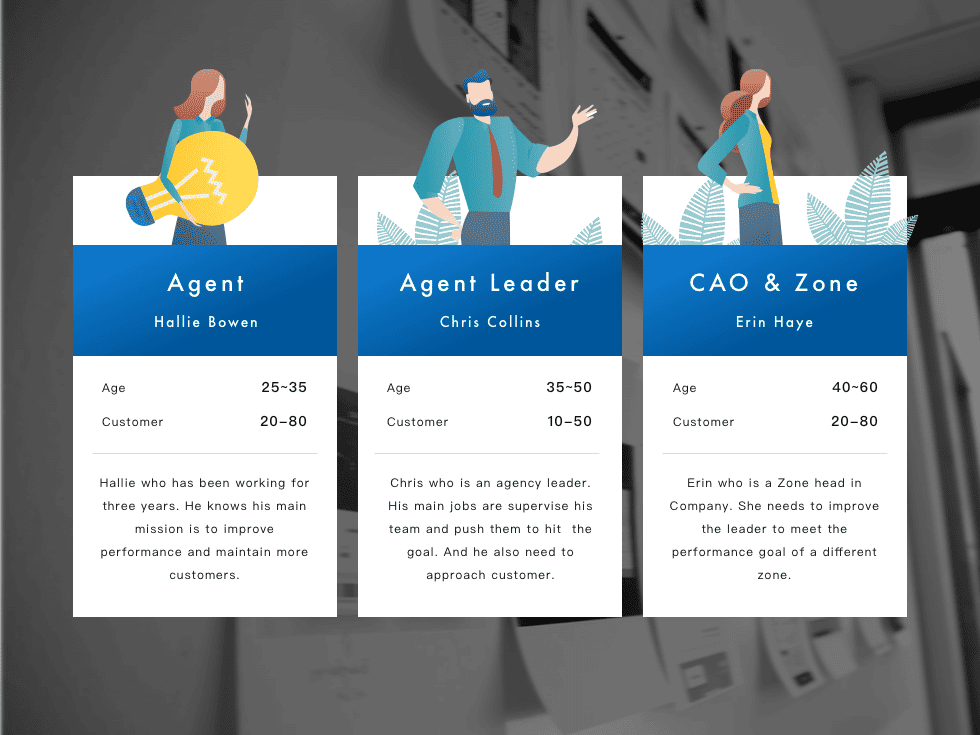 Agent
Hallie Bowen
Age 25~35
Customer 20–80
Hallie who has been working for
three years. He knows his main
mission is to improve
performance and maintain more
customers.
Agent Leader
Chris Collins
Age 35~50
Customer 10–50
Chris who is an agency leader.
His main jobs are supervise his
team and push them to hit  the
goal. And he also need to
approach customer.
CAO & Zone
Erin Haye
Age 40~60
Customer 20–80
Erin who is a Zone head in
Company. She needs to improve
the leader to meet the
performance goal of a different
zone.